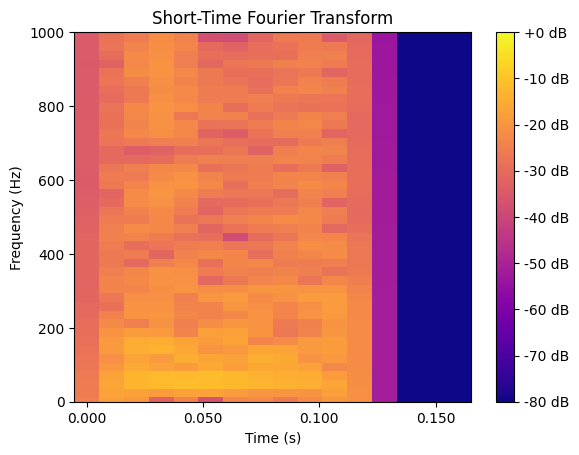 Short-Time Fourier Transform
1000
800
600
400
200
0
Frequency (Hz)
0.000
0.050
0.100
0.150
Time (s)
+0 dB
-10 dB
-20 dB
-30 dB
-40 dB
-50 dB
-60 dB
-70 dB
-80 dB